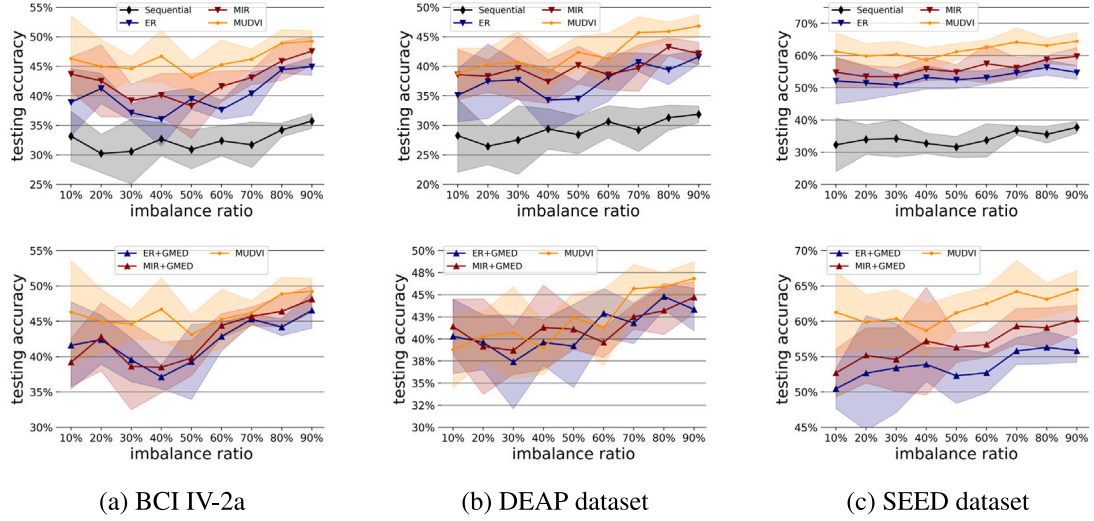 Sequential
ER
MIR
MUDVI
testing accuracy
55%
50%
45%
40%
35%
30%
25%
10% 20% 30% 40% 50% 60% 70% 80% 90%
imbalance ratio
Sequential
ER
MIR
MUDVI
testing accuracy
50%
45%
40%
35%
30%
25%
20%
10% 20% 30% 40% 50% 60% 70% 80% 90%
imbalance ratio
Sequential
ER
MIR
MUDVI
testing accuracy
70%
60%
50%
40%
30%
20%
10% 20% 30% 40% 50% 60% 70% 80% 90%
imbalance ratio
ER+GMED
MIR+GMED
MUDVI
testing accuracy
55%
50%
45%
40%
35%
30%
10% 20% 30% 40% 50% 60% 70% 80% 90%
imbalance ratio
ER+GMED
MIR+GMED
MUDVI
testing accuracy
50%
48%
45%
43%
40%
38%
35%
32%
10% 20% 30% 40% 50% 60% 70% 80% 90%
imbalance ratio
ER+GMED
MIR+GMED
MUDVI
testing accuracy
70%
65%
60%
55%
50%
45%
10% 20% 30% 40% 50% 60% 70% 80% 90%
imbalance ratio
(a) BCI IV-2a
(b) DEAP dataset
(c) SEED dataset